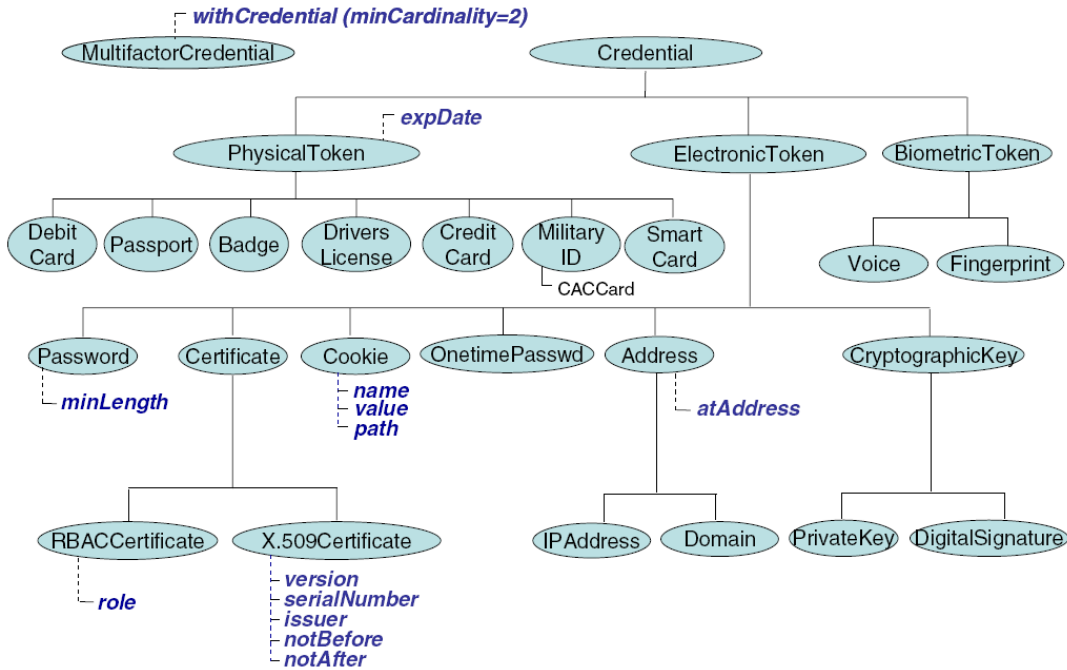 withCredential (minCardinality=2)
MultifactorCredential
Credential
expDate
PhysicalToken
ElectronicToken
BiometricToken
Debit
Card
Passport
Badge
Drivers
License
Credit
Card
Military
ID
Smart
Card
CACCard
Voice
Fingerprint
Password
Certificate
Cookie
OnetimePasswd
Address
CryptographicKey
minLength
name
value
path
atAddress
RBACCertificate
X.509Certificate
IPAddress
Domain
PrivateKey
DigitalSignature
role
version
serialNumber
issuer
notBefore
notAfter